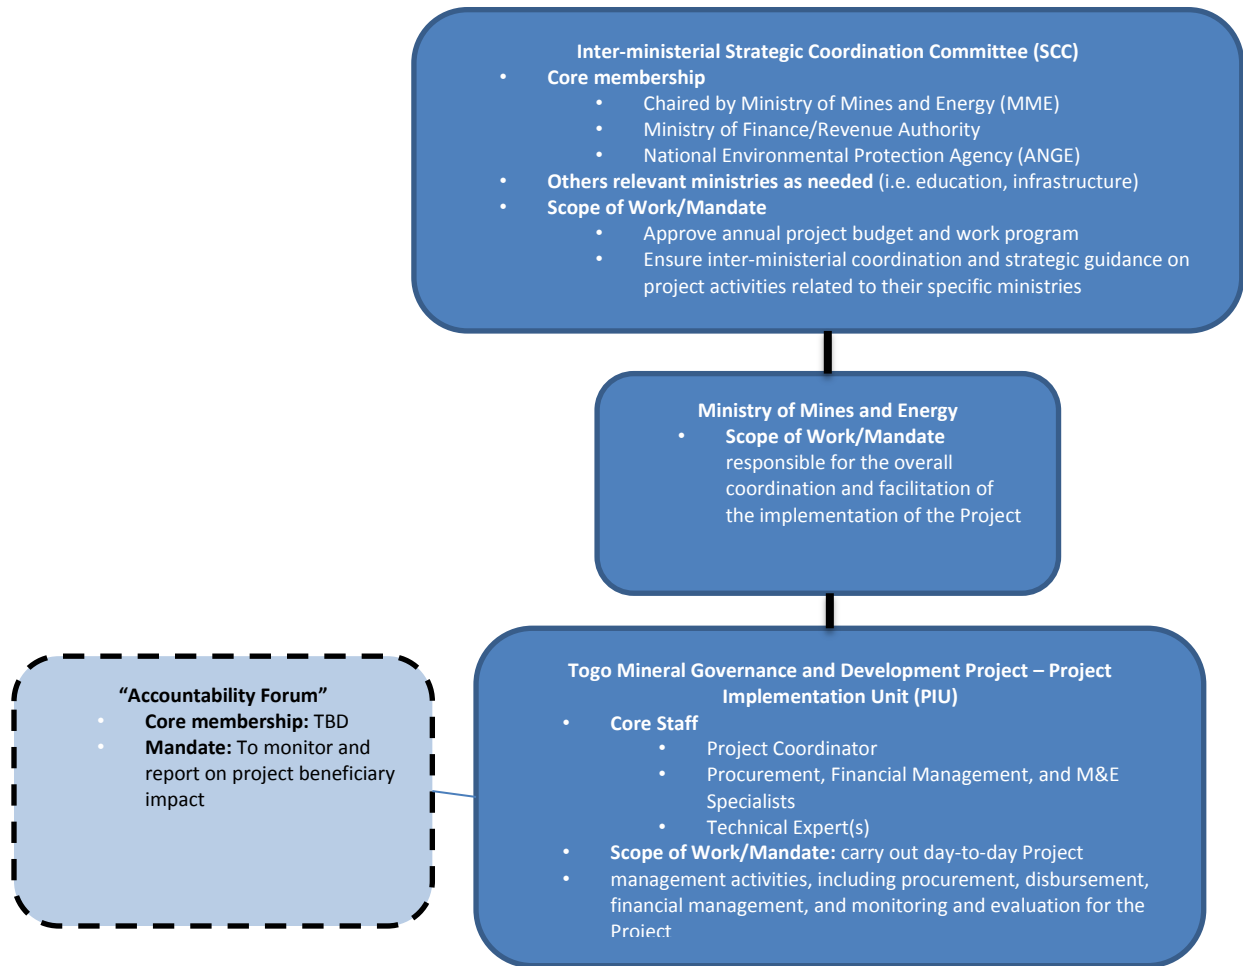 Inter-ministerial Strategic Coordination Committee (SCC)
• Core membership
• Chaired by Ministry of Mines and Energy (MME)
• Ministry of Finance/Revenue Authority
• National Environmental Protection Agency (ANGE)
• Others relevant ministries as needed (i.e. education, infrastructure)
• Scope of Work/Mandate
• Approve annual project budget and work program
• Ensure inter-ministerial coordination and strategic guidance on
project activities related to their specific ministries
Ministry of Mines and Energy
• Scope of Work/Mandate
responsible for the overall
coordination and facilitation of
the implementation of the Project
“Accountability Forum”
• Core membership: TBD
• Mandate: To monitor and
report on project beneficiary
impact
Togo Mineral Governance and Development Project – Project
Implementation Unit (PIU)
• Core Staff
• Project Coordinator
• Procurement, Financial Management, and M&E
Specialists
• Technical Expert(s)
• Scope of Work/Mandate: carry out day-to-day Project
• management activities, including procurement, disbursement,
financial management, and monitoring and evaluation for the
Project